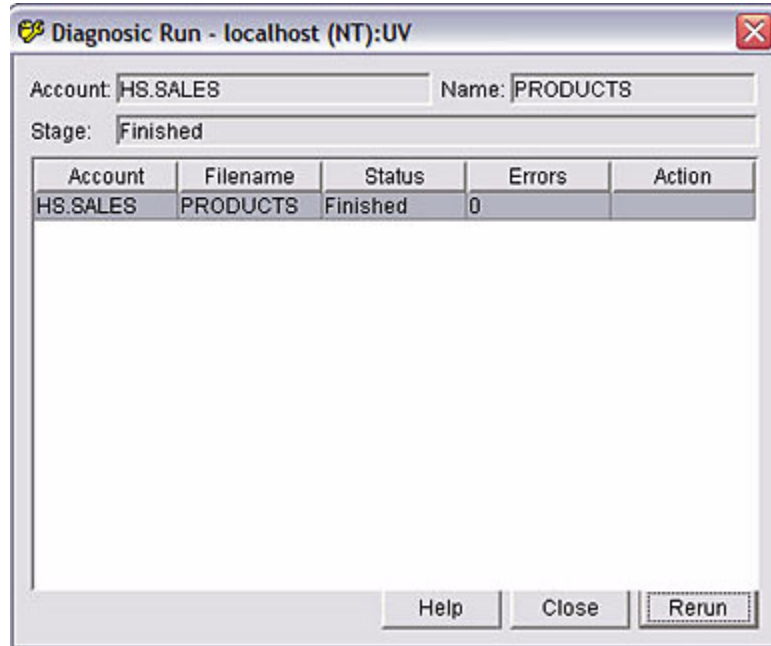 Diagnosic Run - localhost (NT):UV
Account: HS.SALES Name: PRODUCTS
Stage: Finished
Account Filename Status Errors Action
HS.SALES PRODUCTS Finished 0
Help Close Rerun